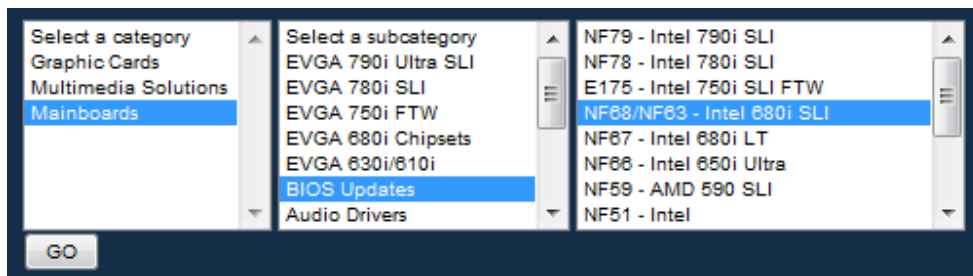 Select a category
Graphic Cards
Multimedia Solutions
Mainboards
Select a subcategory
EVGA 790i Ultra SLI
EVGA 780i SLI
EVGA 750i FTW
EVGA 680i Chipsets
EVGA 630i/610i
BIOS Updates
Audio Drivers
NF79 - Intel 790i SLI
NF78 - Intel 780i SLI
E175 - Intel 750i SLI FTW
NF68/NF63 - Intel 680i SLI
NF67 - Intel 680i LT
NF66 - Intel 650i Ultra
NF59 - AMD 590 SLI
NF51 - Intel
GO